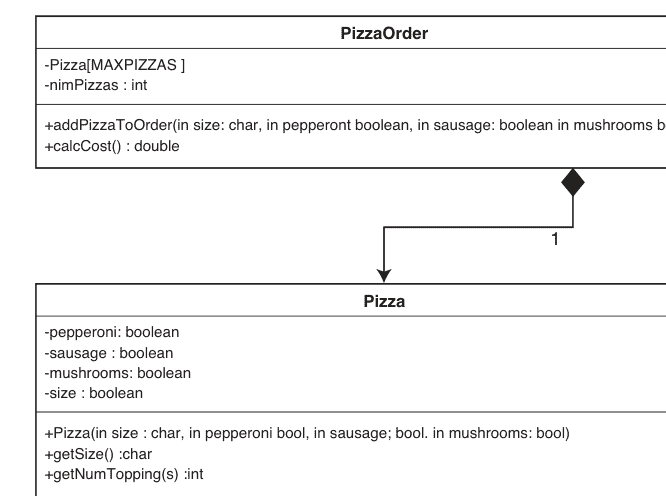 PizzaOrder
-Pizza[MAXPIZZAS ]
-nimPizzas : int
+addPizzaToOrder(in size: char, in pepperont boolean, in sausage: boolean in mushrooms b
+calcCost() : double
1
Pizza
-pepperoni: boolean
-sausage : boolean
-mushrooms: boolean
-size : boolean
+Pizza(in size : char, in pepperoni bool, in sausage; bool. in mushrooms: bool)
+getSize() :char
+getNumTopping(s) :int